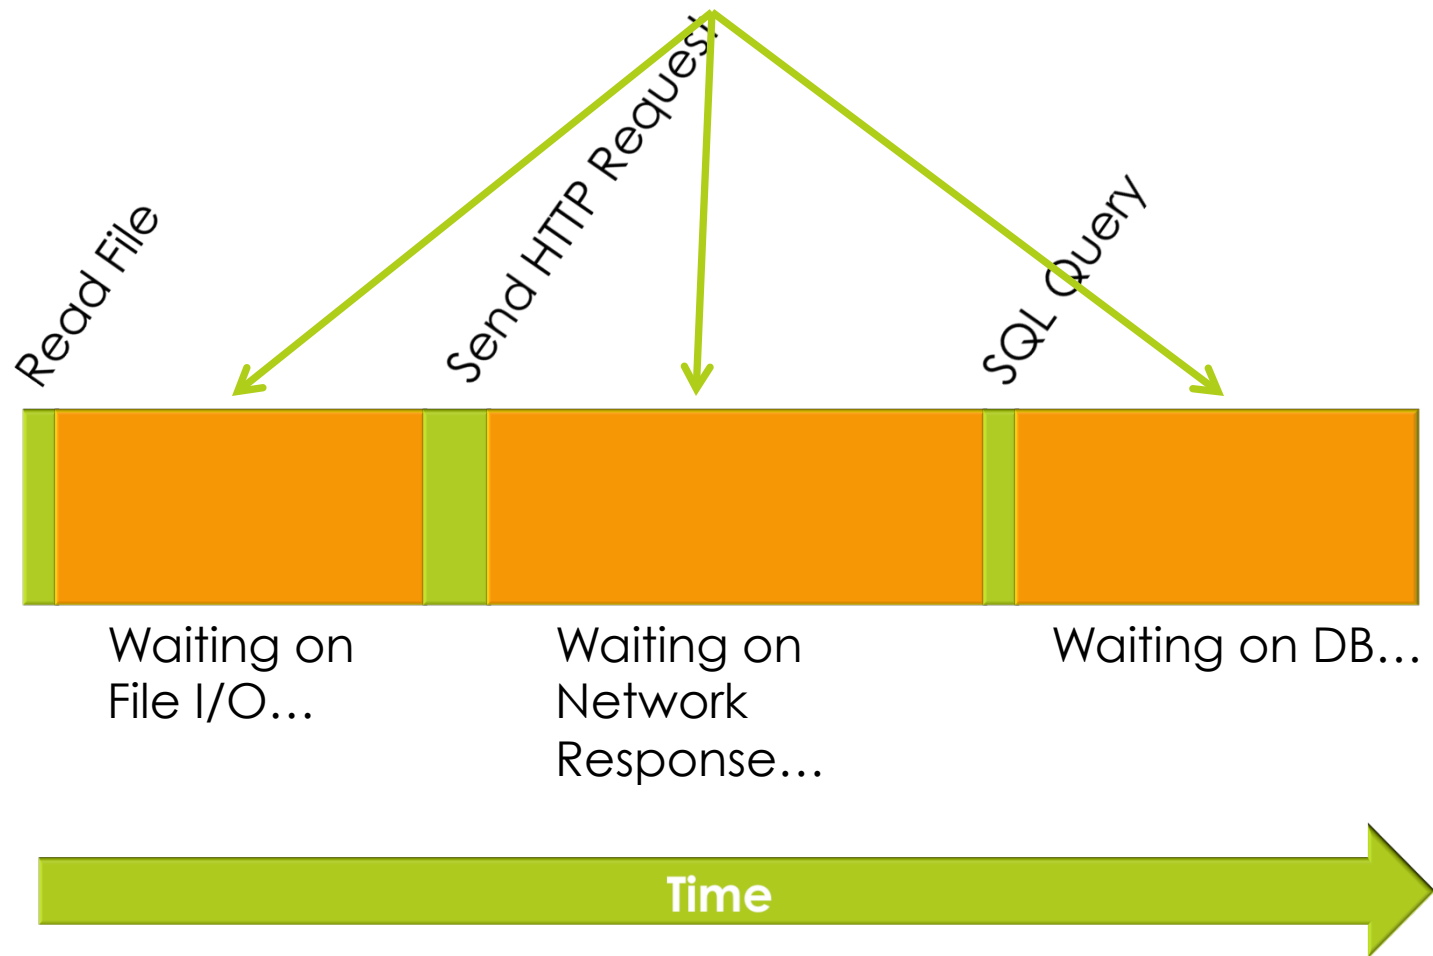 Read File
Send HTTP Request
SQL Query
Waiting on
File I/O...
Waiting on
Network
Response...
Waiting on DB...
Time